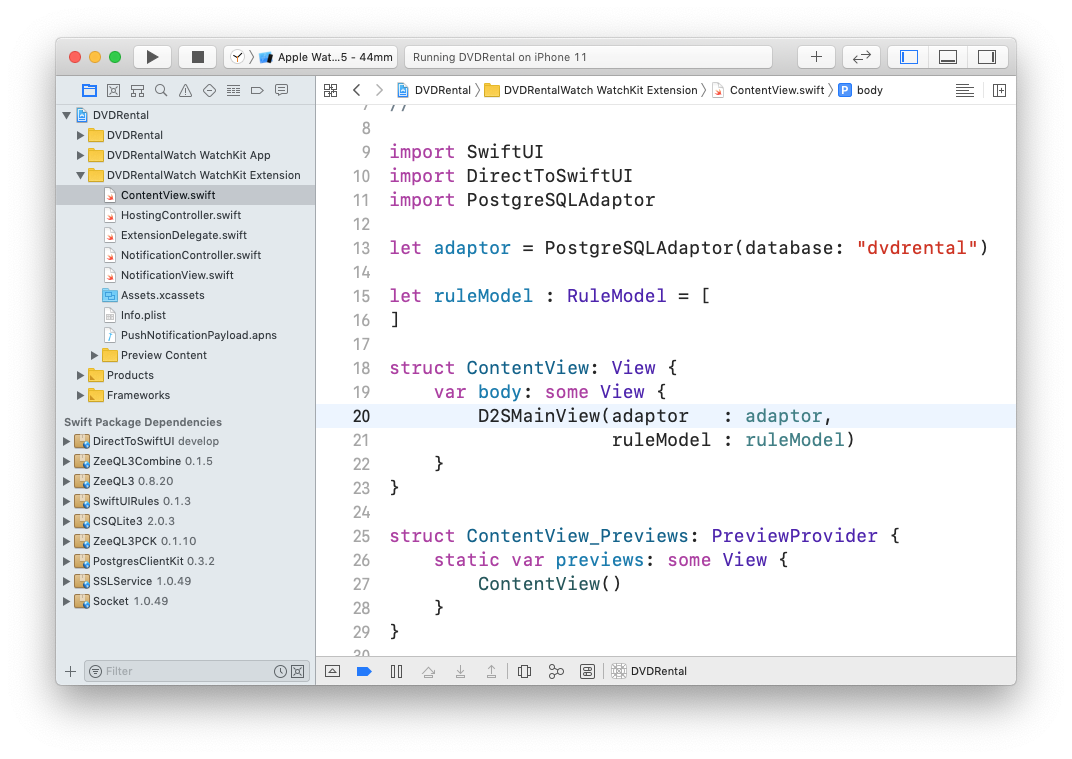 Apple Wat...5 - 44mm
Running DVDRental on iPhone 11
DVDRental
DVDRental
DVDRentalWatch WatchKit App
DVDRentalWatch WatchKit Extension
ContentView.swift
HostingController.swift
ExtensionDelegate.swift
NotificationController.swift
NotificationView.swift
Assets.xcassets
Info.plist
PushNotificationPayload.apns
Preview Content
Products
Frameworks
Swift Package Dependencies
DirectToSwiftUI develop
ZeeQL3Combine 0.1.5
ZeeQL3 0.8.20
SwiftUIRules 0.1.3
CSQLite3 2.0.3
ZeeQL3PCK 0.1.10
PostgresClientKit 0.3.2
SSLService 1.0.49
Socket 1.0.49
Filter
DVDRental DVDRentalWatch WatchKit Extension ContentView.swift P body
7 //
8
9 import SwiftUI
10 import DirectToSwiftUI
11 import PostgreSQLAdaptor
12
13 let adaptor = PostgreSQLAdaptor(database: "dvdrental")
14
15 let ruleModel : RuleModel = [
16 ]
17
18 struct ContentView: View {
19 var body: some View {
20 D2SMainView(adaptor : adaptor,
21 ruleModel : ruleModel)
22 }
23 }
24
25 struct ContentView_Previews: PreviewProvider {
26 static var previews: some View {
27 ContentView()
28 }
29 }
30
DVDRental